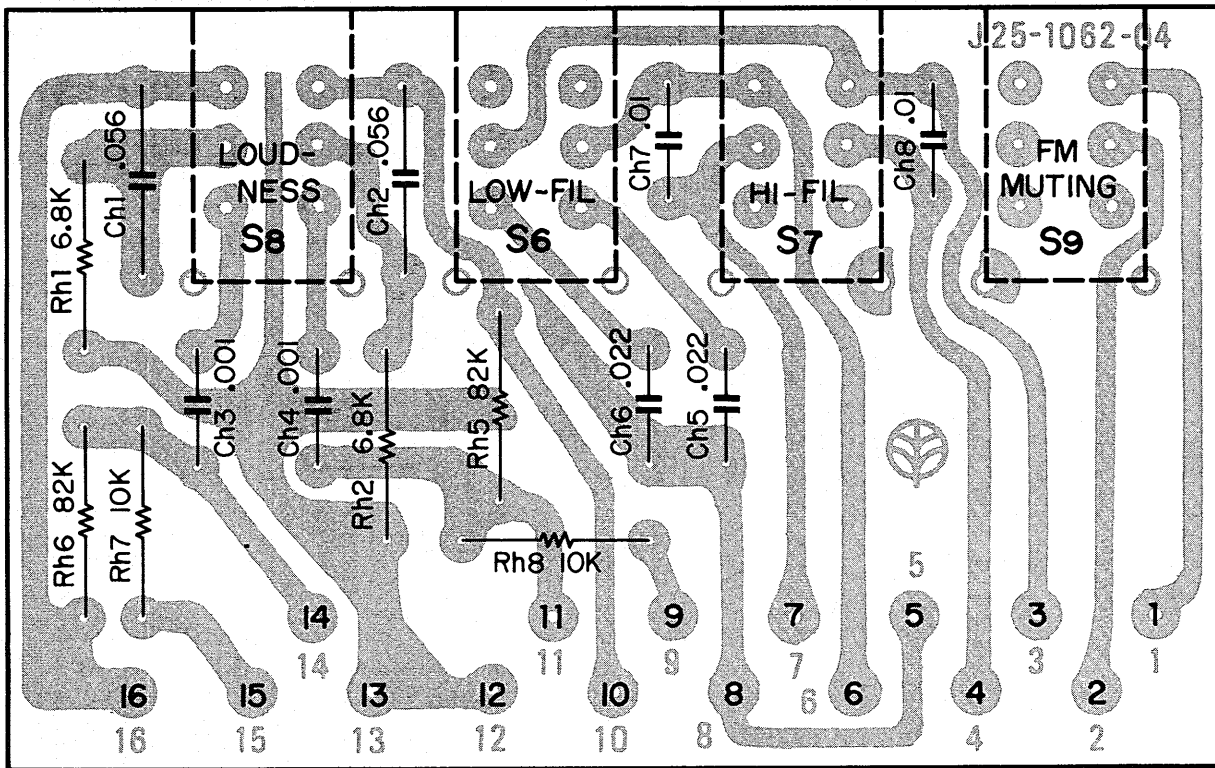 J25-1062-04
Rh1 6.8K
Ch1 .056
LOUD-
NESS
S8
Ch2 .056
LOW-FIL
S6
Ch7 .01
HI-FIL
S7
Ch8 .01
FM
MUTING
S9
Ch3 .001
Ch4 .001
Rh2 6.8K
Rh5 82K
Ch6 .022
Ch5 .022
Rh6 82K
Rh7 10K
Rh8 10K
5
14 11 9 7 5 3 1
14 11 9 7 3 1
16 15 13 12 10 8 6 6 4 2
16 15 13 12 10 8 4 2